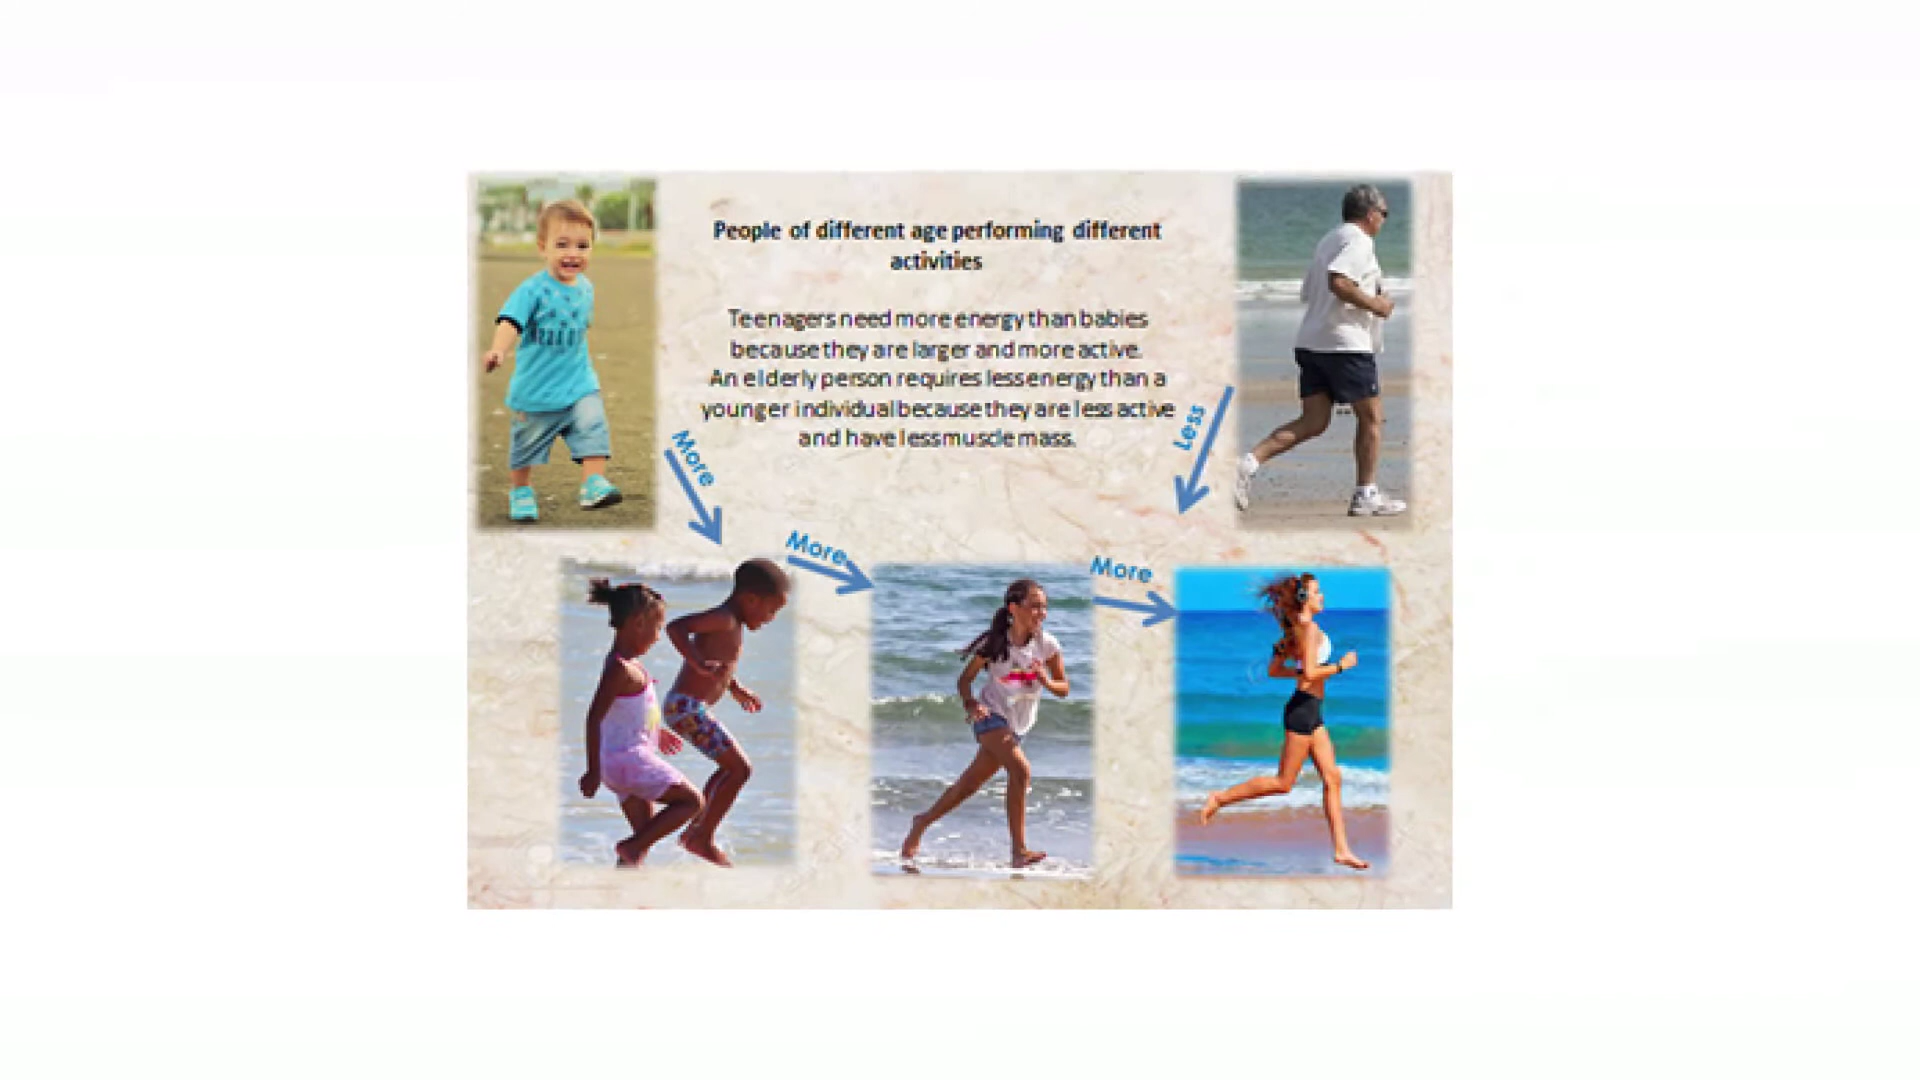 People of different age performing different
activities
Teenagers need more energy than babies
because they are larger and more active.
An elderly person requires less energy than a
younger individual because they are less active
and have less muscle mass.
More
Less
More
More